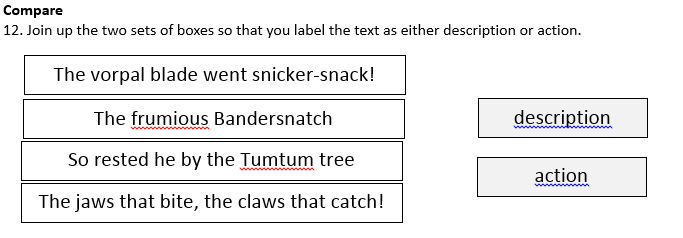 Compare
12. Join up the two sets of boxes so that you label the text as either description or action.
The vorpal blade went snicker-snack!
The frumious Bandersnatch
So rested he by the Tumtum tree
The jaws that bite, the claws that catch!
description
action